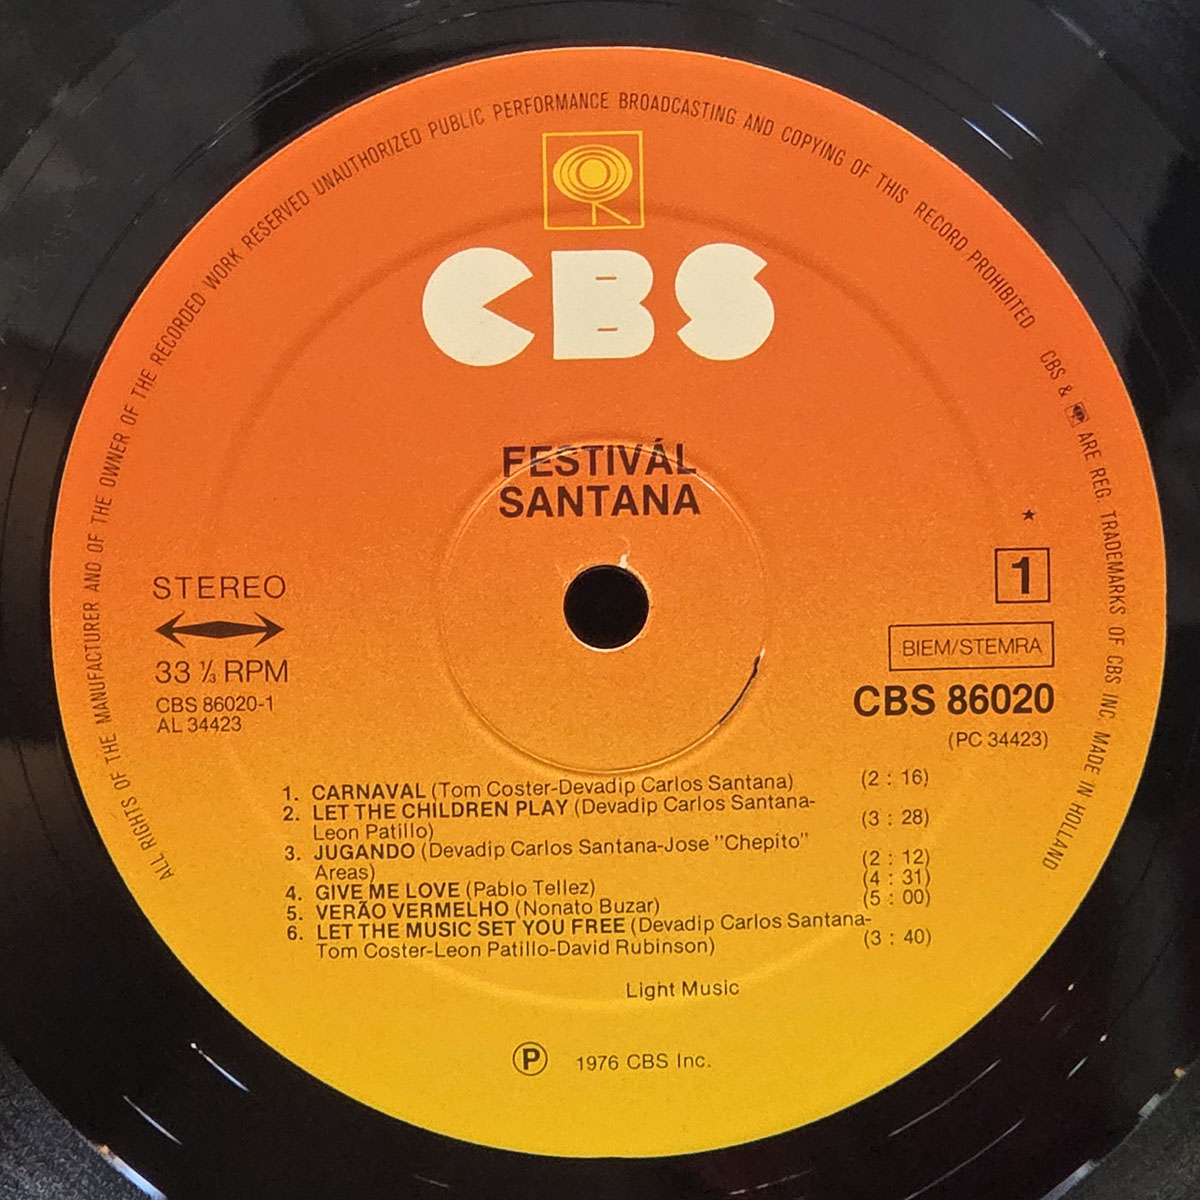 ALL RIGHTS OF THE MANUFACTURER AND OF THE OWNER OF THE RECORDED WORK RESERVED UNAUTHORIZED PUBLIC PERFORMANCE BROADCASTING AND COPYING OF THIS RECORD PROHIBITED CBS & ARE REG. TRADEMARKS OF CBS INC. MADE IN HOLLAND
CBS
FESTIVÁL
SANTANA
STEREO
33 ⅓ RPM
CBS 86020-1
AL 34423
★
1
BIEM/STEMRA
CBS 86020
(PC 34423)
1. CARNAVAL (Tom Coster-Devadip Carlos Santana) (2 : 16)
2. LET THE CHILDREN PLAY (Devadip Carlos Santana-
Leon Patillo) (3 : 28)
3. JUGANDO (Devadip Carlos Santana-Jose "Chepito"
Areas) (2 : 12)
4. GIVE ME LOVE (Pablo Tellez) (4 : 31)
5. VERÃO VERMELHO (Nonato Buzar) (5 : 00)
6. LET THE MUSIC SET YOU FREE (Devadip Carlos Santana-
Tom Coster-Leon Patillo-David Rubinson) (3 : 40)
Light Music
Ⓟ 1976 CBS Inc.